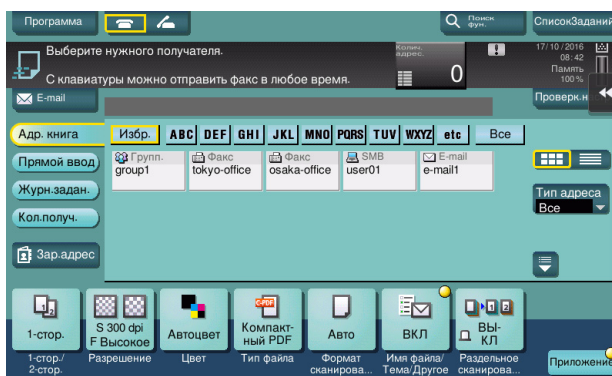 Программа
Поиск
функ.
СписокЗаданий
Выберите нужного получателя.
Колич.
адрес.
17/10/2016
08:42
С клавиатуры можно отправить факс в любое время.
0
Память
100%
E-mail
Проверк.н
Адр. книга
Избр.
ABC
DEF
GHI
JKL
MNO
PQRS
TUV
WXYZ
etc
Все
Прямой ввод
Групп.
group1
Факс
tokyo-office
Факс
osaka-office
SMB
user01
E-mail
e-mail1
Журн.задан.
Тип адреса
Все
Кол.получ.
Зар.адрес
1-стор.
S 300 dpi
F Высокое
Автоцвет
C-PDF
Компакт-
ный PDF
Авто
ВКЛ
ВЫ-
КЛ
1-стор./
2-стор.
Разрешение
Цвет
Тип файла
Формат
сканирова...
Имя файла/
Тема/Другое
Раздельное
сканирова...
Приложение